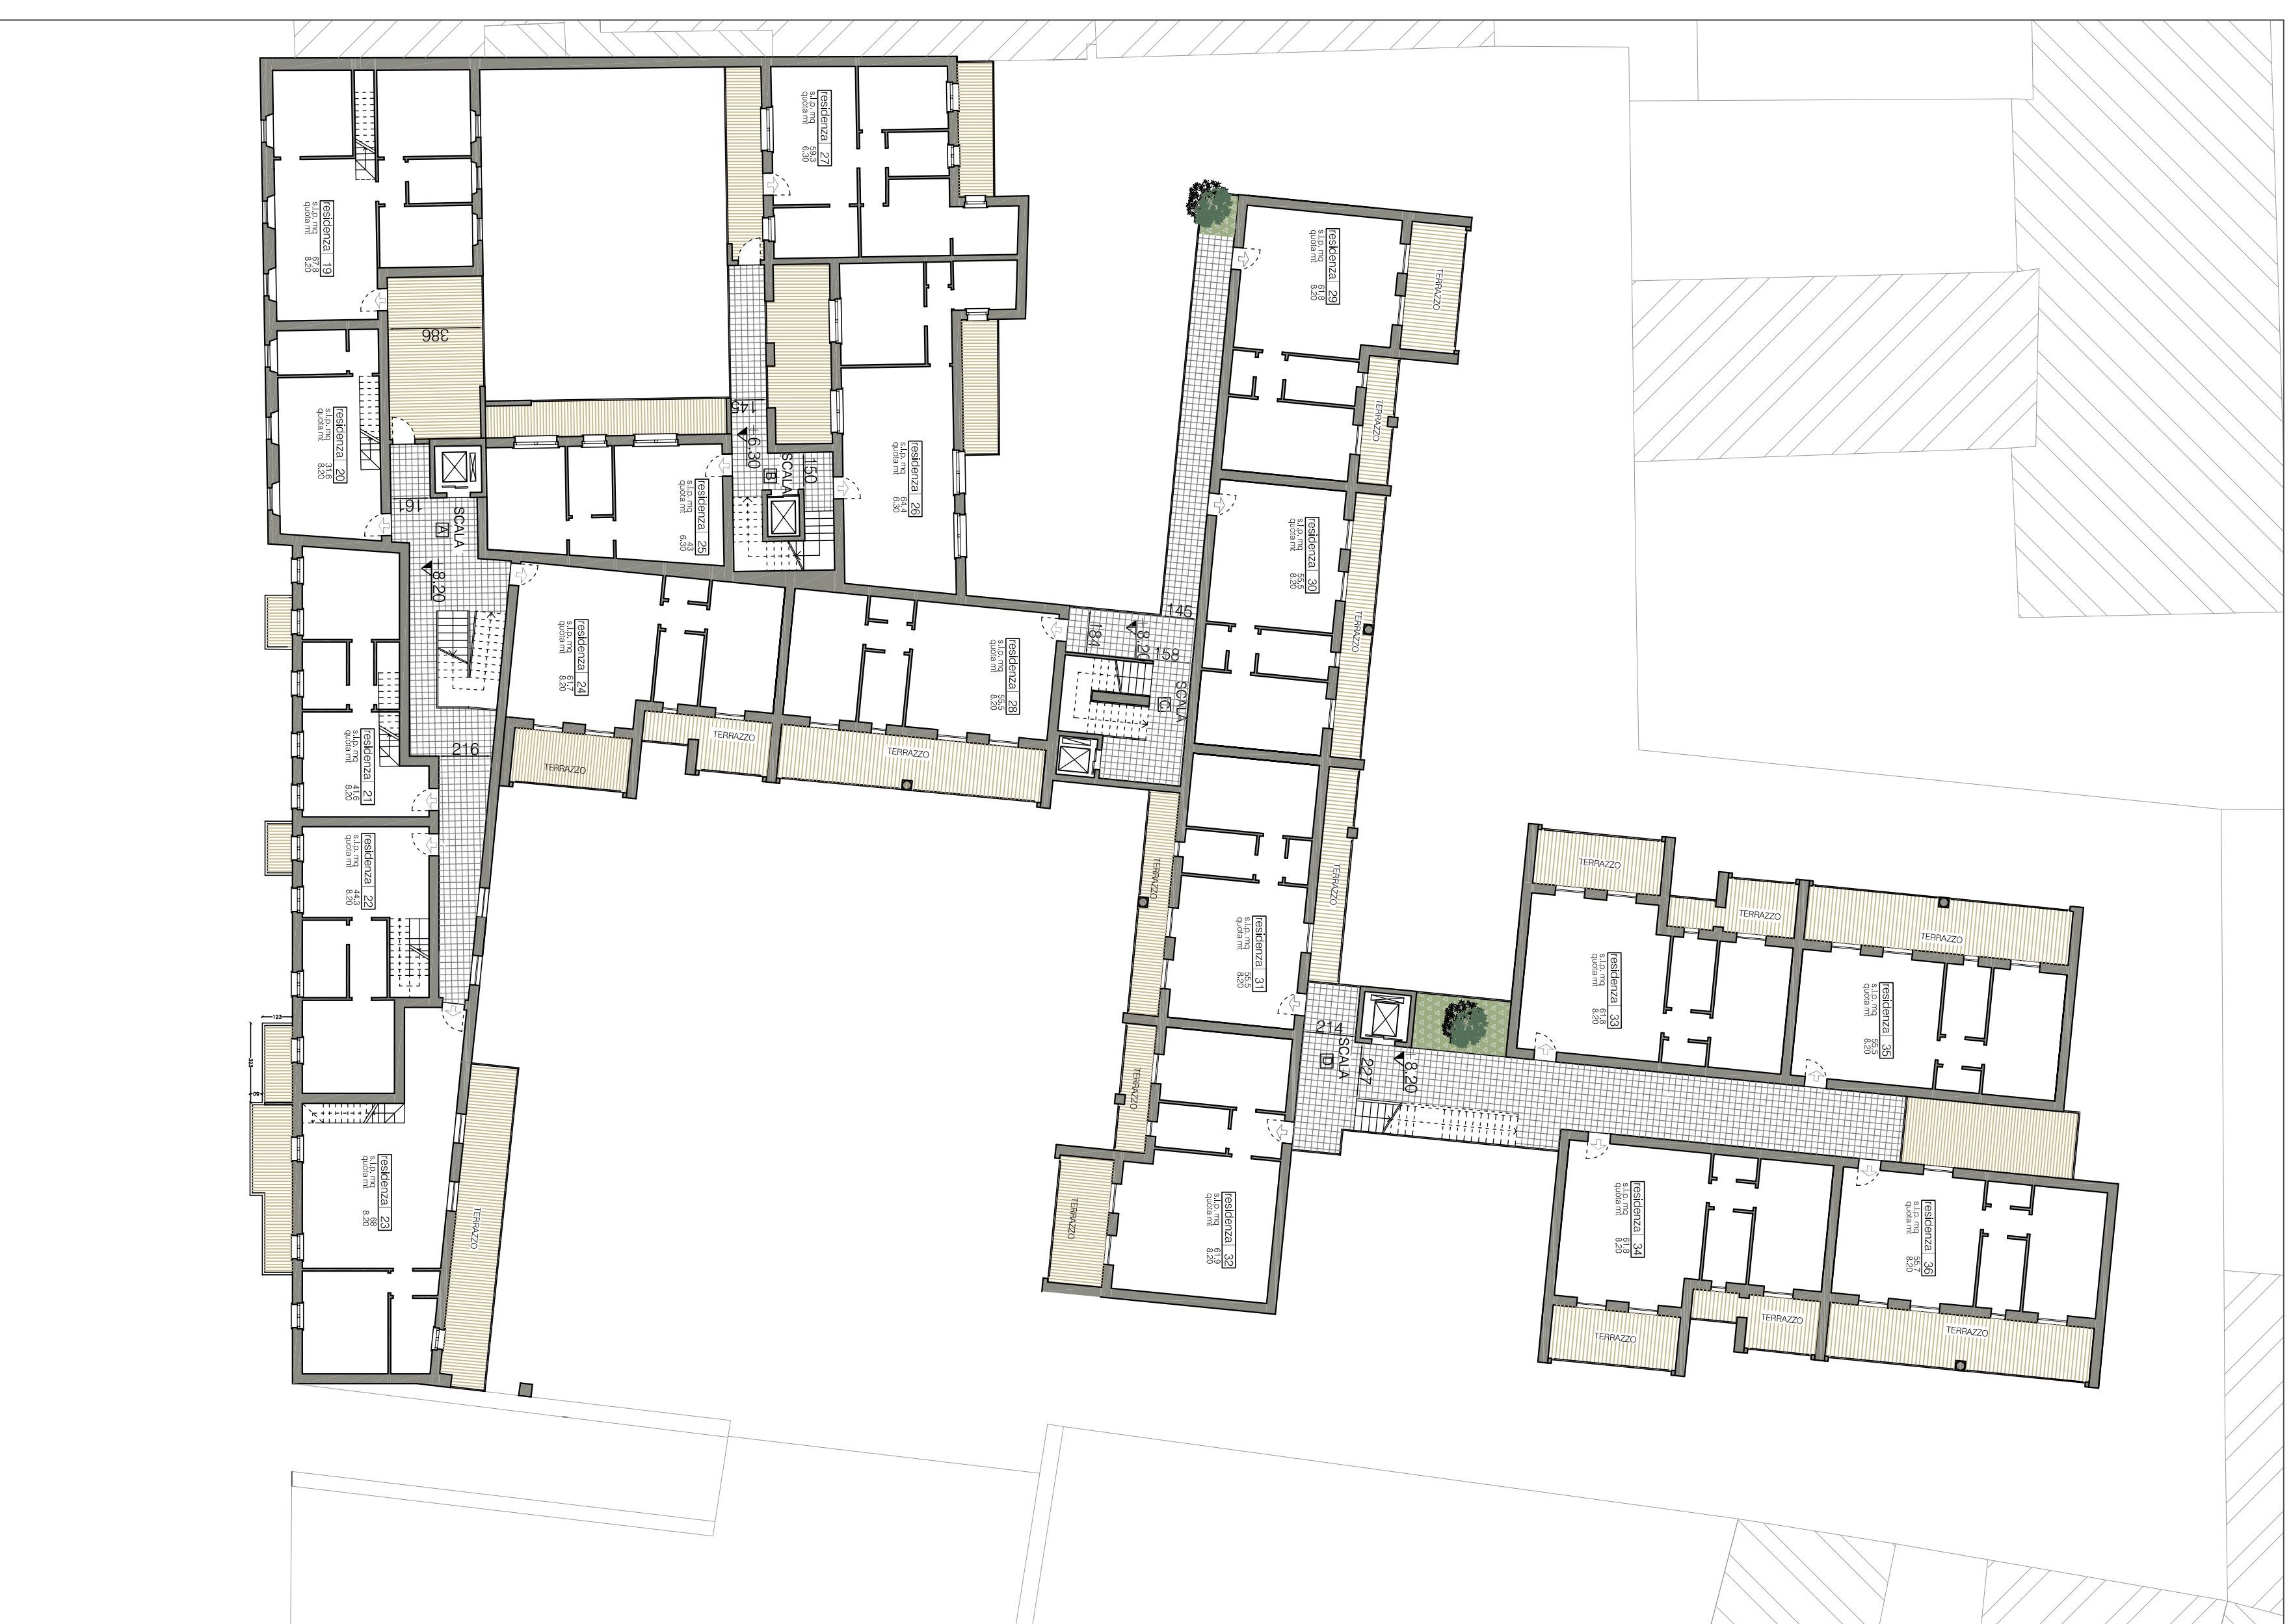 residenza 19
s.l.p. mq 67,8
quota mt 8.20
386
residenza 20
s.l.p. mq 31,6
quota mt 8.20
161
SCALA
A
+8.20
residenza 21
s.l.p. mq 41,6
quota mt 8.20
216
residenza 22
s.l.p. mq 44,3
quota mt 8.20
123
323
50
residenza 23
s.l.p. mq 68
quota mt 8.20
TERRAZZO
residenza 24
s.l.p. mq 61,7
quota mt 8.20
TERRAZZO
TERRAZZO
residenza 25
s.l.p. mq 43
quota mt 6.30
145
+6.30
SCALA
B
150
residenza 26
s.l.p. mq 64,4
quota mt 6.30
residenza 27
s.l.p. mq 59,3
quota mt 6.30
residenza 28
s.l.p. mq 55,5
quota mt 8.20
TERRAZZO
184
+8.20
158
145
SCALA
C
residenza 29
s.l.p. mq 61,8
quota mt 8.20
TERRAZZO
TERRAZZO
residenza 30
s.l.p. mq 55,5
quota mt 8.20
TERRAZZO
residenza 31
s.l.p. mq 55,5
quota mt 8.20
TERRAZZO
TERRAZZO
residenza 32
s.l.p. mq 61,9
quota mt 8.20
TERRAZZO
TERRAZZO
214
SCALA
D
227
+8.20
residenza 33
s.l.p. mq 61,8
quota mt 8.20
TERRAZZO
TERRAZZO
residenza 34
s.l.p. mq 61,8
quota mt 8.20
TERRAZZO
TERRAZZO
residenza 35
s.l.p. mq 55,5
quota mt 8.20
TERRAZZO
residenza 36
s.l.p. mq 55,7
quota mt 8.20
TERRAZZO